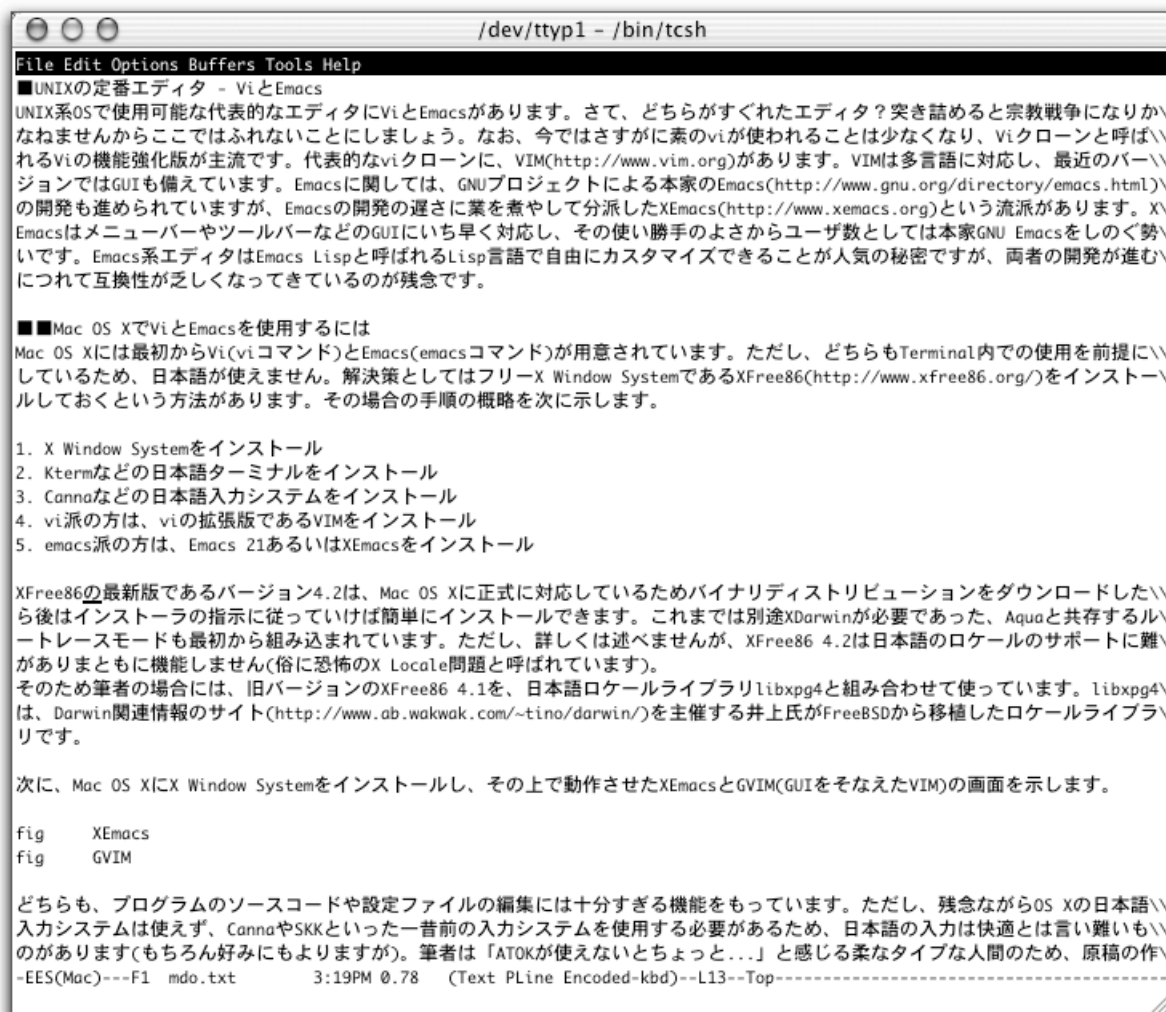 /dev/ttyp1 – /bin/tcsh
File Edit Options Buffers Tools Help
■UNIXの定番エディタ - ViとEmacs
UNIX系OSで使用可能な代表的なエディタにViとEmacsがあります。さて、どちらがすぐれたエディタ？突き詰めると宗教戦争になりか\
なねませんからここではふれないことにしましょう。なお、今ではさすがに素のviが使われることは少なくなり、Viクローンと呼ば\\
れるViの機能強化版が主流です。代表的なviクローンに、VIM(http://www.vim.org)があります。VIMは多言語に対応し、最近のバー\\
ジョンではGUIも備えています。Emacsに関しては、GNUプロジェクトによる本家のEmacs(http://www.gnu.org/directory/emacs.html)\
の開発も進められていますが、Emacsの開発の遅さに業を煮やして分派したXEmacs(http://www.xemacs.org)という流派があります。X\
Emacsはメニューバーやツールバーなどのにいち早く対応し、その使い勝手のよさからユーザ数としては本家GNU Emacsをしのぐ勢\
いです。Emacs系エディタはEmacs Lispと呼ばれるLisp言語で自由にカスタマイズできることが人気の秘密ですが、両者の開発が進む\
につれて互換性が乏しくなってきているのが残念です。
■■Mac OS XでViとEmacsを使用するには
Mac OS Xには最初からVi(viコマンド)とEmacs(emacsコマンド)が用意されています。ただし、どちらもTerminal内での使用を前提に\\
しているため、日本語が使えません。解決策としてはフリーX Window SystemであるXFree86(http://www.xfree86.org/)をインストー\
ルしておくという方法があります。その場合の手順の概略を次に示します。
1. X Window Systemをインストール
2. Ktermなどの日本語ターミナルをインストール
3. Cannaなどの日本語入力システムをインストール
4. vi派の方は、viの拡張版であるVIMをインストール
5. emacs派の方は、Emacs 21あるいはXEmacsをインストール
XFree86の最新版であるバージョン4.2は、Mac OS Xに正式に対応しているためバイナリディストリビューションをダウンロードした\\
ら後はインストーラの指示に従っていけば簡単にインストールできます。これまでは別途XDarwinが必要であった、Aquaと共存するル\
ートレースモードも最初から組み込まれています。ただし、詳しくは述べませんが、XFree86 4.2は日本語のロケールのサポートに難\
がありまともに機能しません(俗に恐怖のX Locale問題と呼ばれています)。
そのため筆者の場合には、旧バージョンのXFree86 4.1を、日本語ロケールライブラリlibxpg4と組み合わせて使っています。libxpg4\
は、Darwin関連情報のサイト(http://www.ab.wakwak.com/~tino/darwin/)を主催する井上氏がFreeBSDから移植したロケールライブラ\
リです。
次に、Mac OS XにX Window Systemをインストールし、その上で動作させたXEmacsとGVIM(GUIをそなえたVIM)の画面を示します。
fig XEmacs
fig GVIM
どちらも、プログラムのソースコードや設定ファイルの編集には十分すぎる機能をもっています。ただし、残念ながらOS Xの日本語\\
入力システムは使えず、CannaやSKKといった一昔前の入力システムを使用する必要があるため、日本語の入力は快適とは言い難いも\\
のがあります(もちろん好みにもよりますが)。筆者は「ATOKが使えないとちょっと...」と感じる柔なタイプな人間のため、原稿の作\
-EES(Mac)---F1 mdo.txt 3:19PM 0.78 (Text PLine Encoded-kbd)--L13--Top----------------------------------------